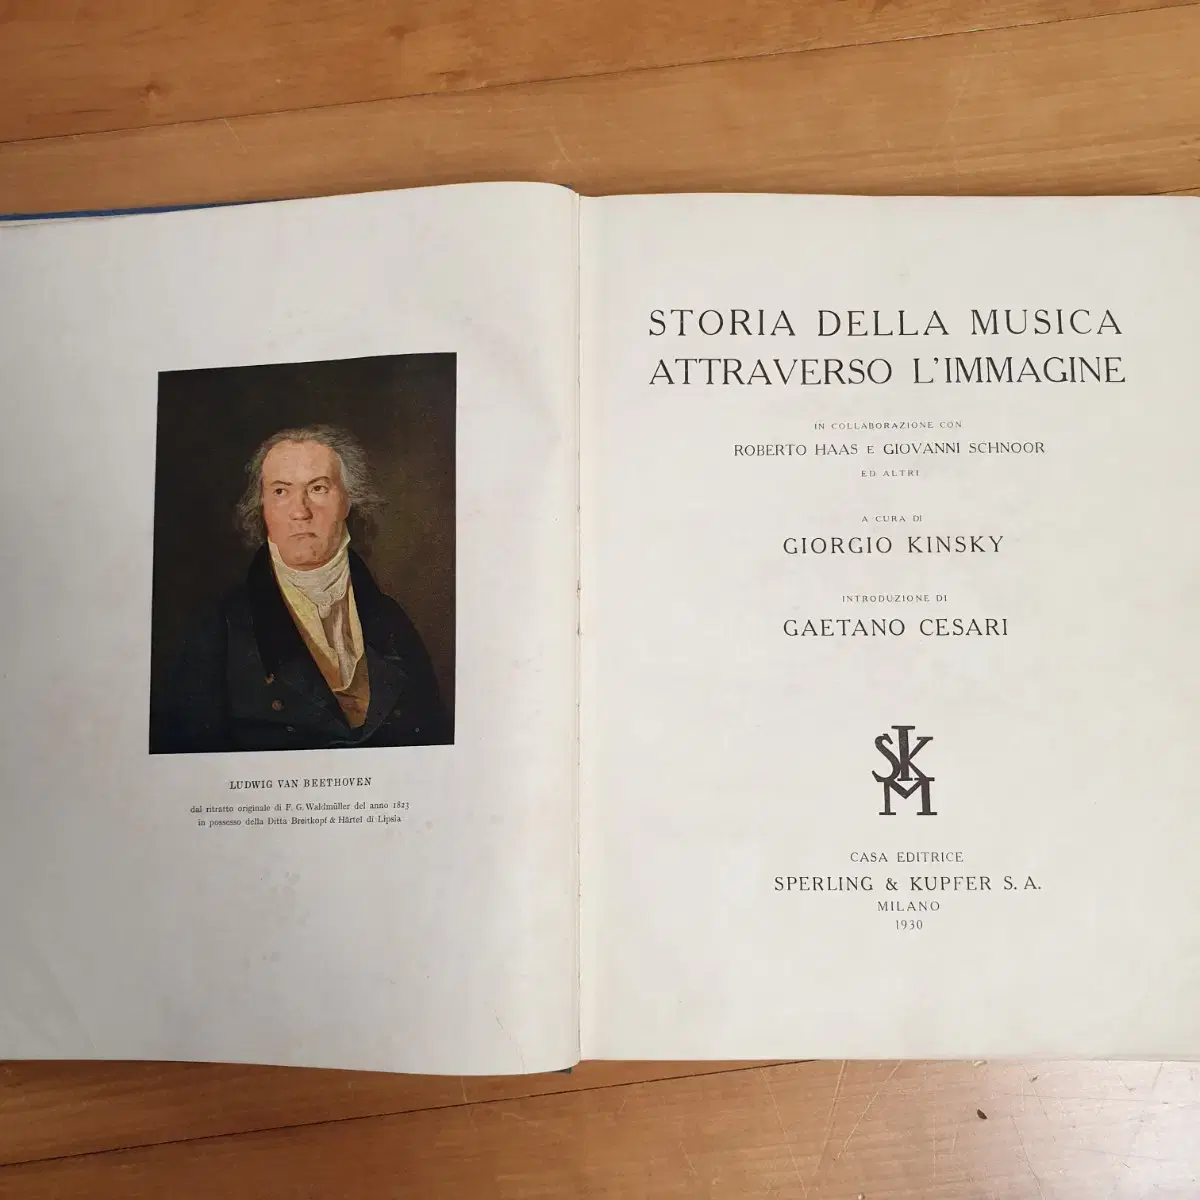 LUDWIG VAN BEETHOVEN
dal ritratto originale di F. G. Waldmüller del anno 1823
in possesso della Ditta Breitkopf & Härtel di Lipsia
STORIA DELLA MUSICA
ATTRAVERSO L'IMMAGINE
IN COLLABORAZIONE CON
ROBERTO HAAS E GIOVANNI SCHNOOR
ED ALTRI
A CURA DI
GIORGIO KINSKY
INTRODUZIONE DI
GAETANO CESARI
SKM
CASA EDITRICE
SPERLING & KUPFER S. A.
MILANO
1930